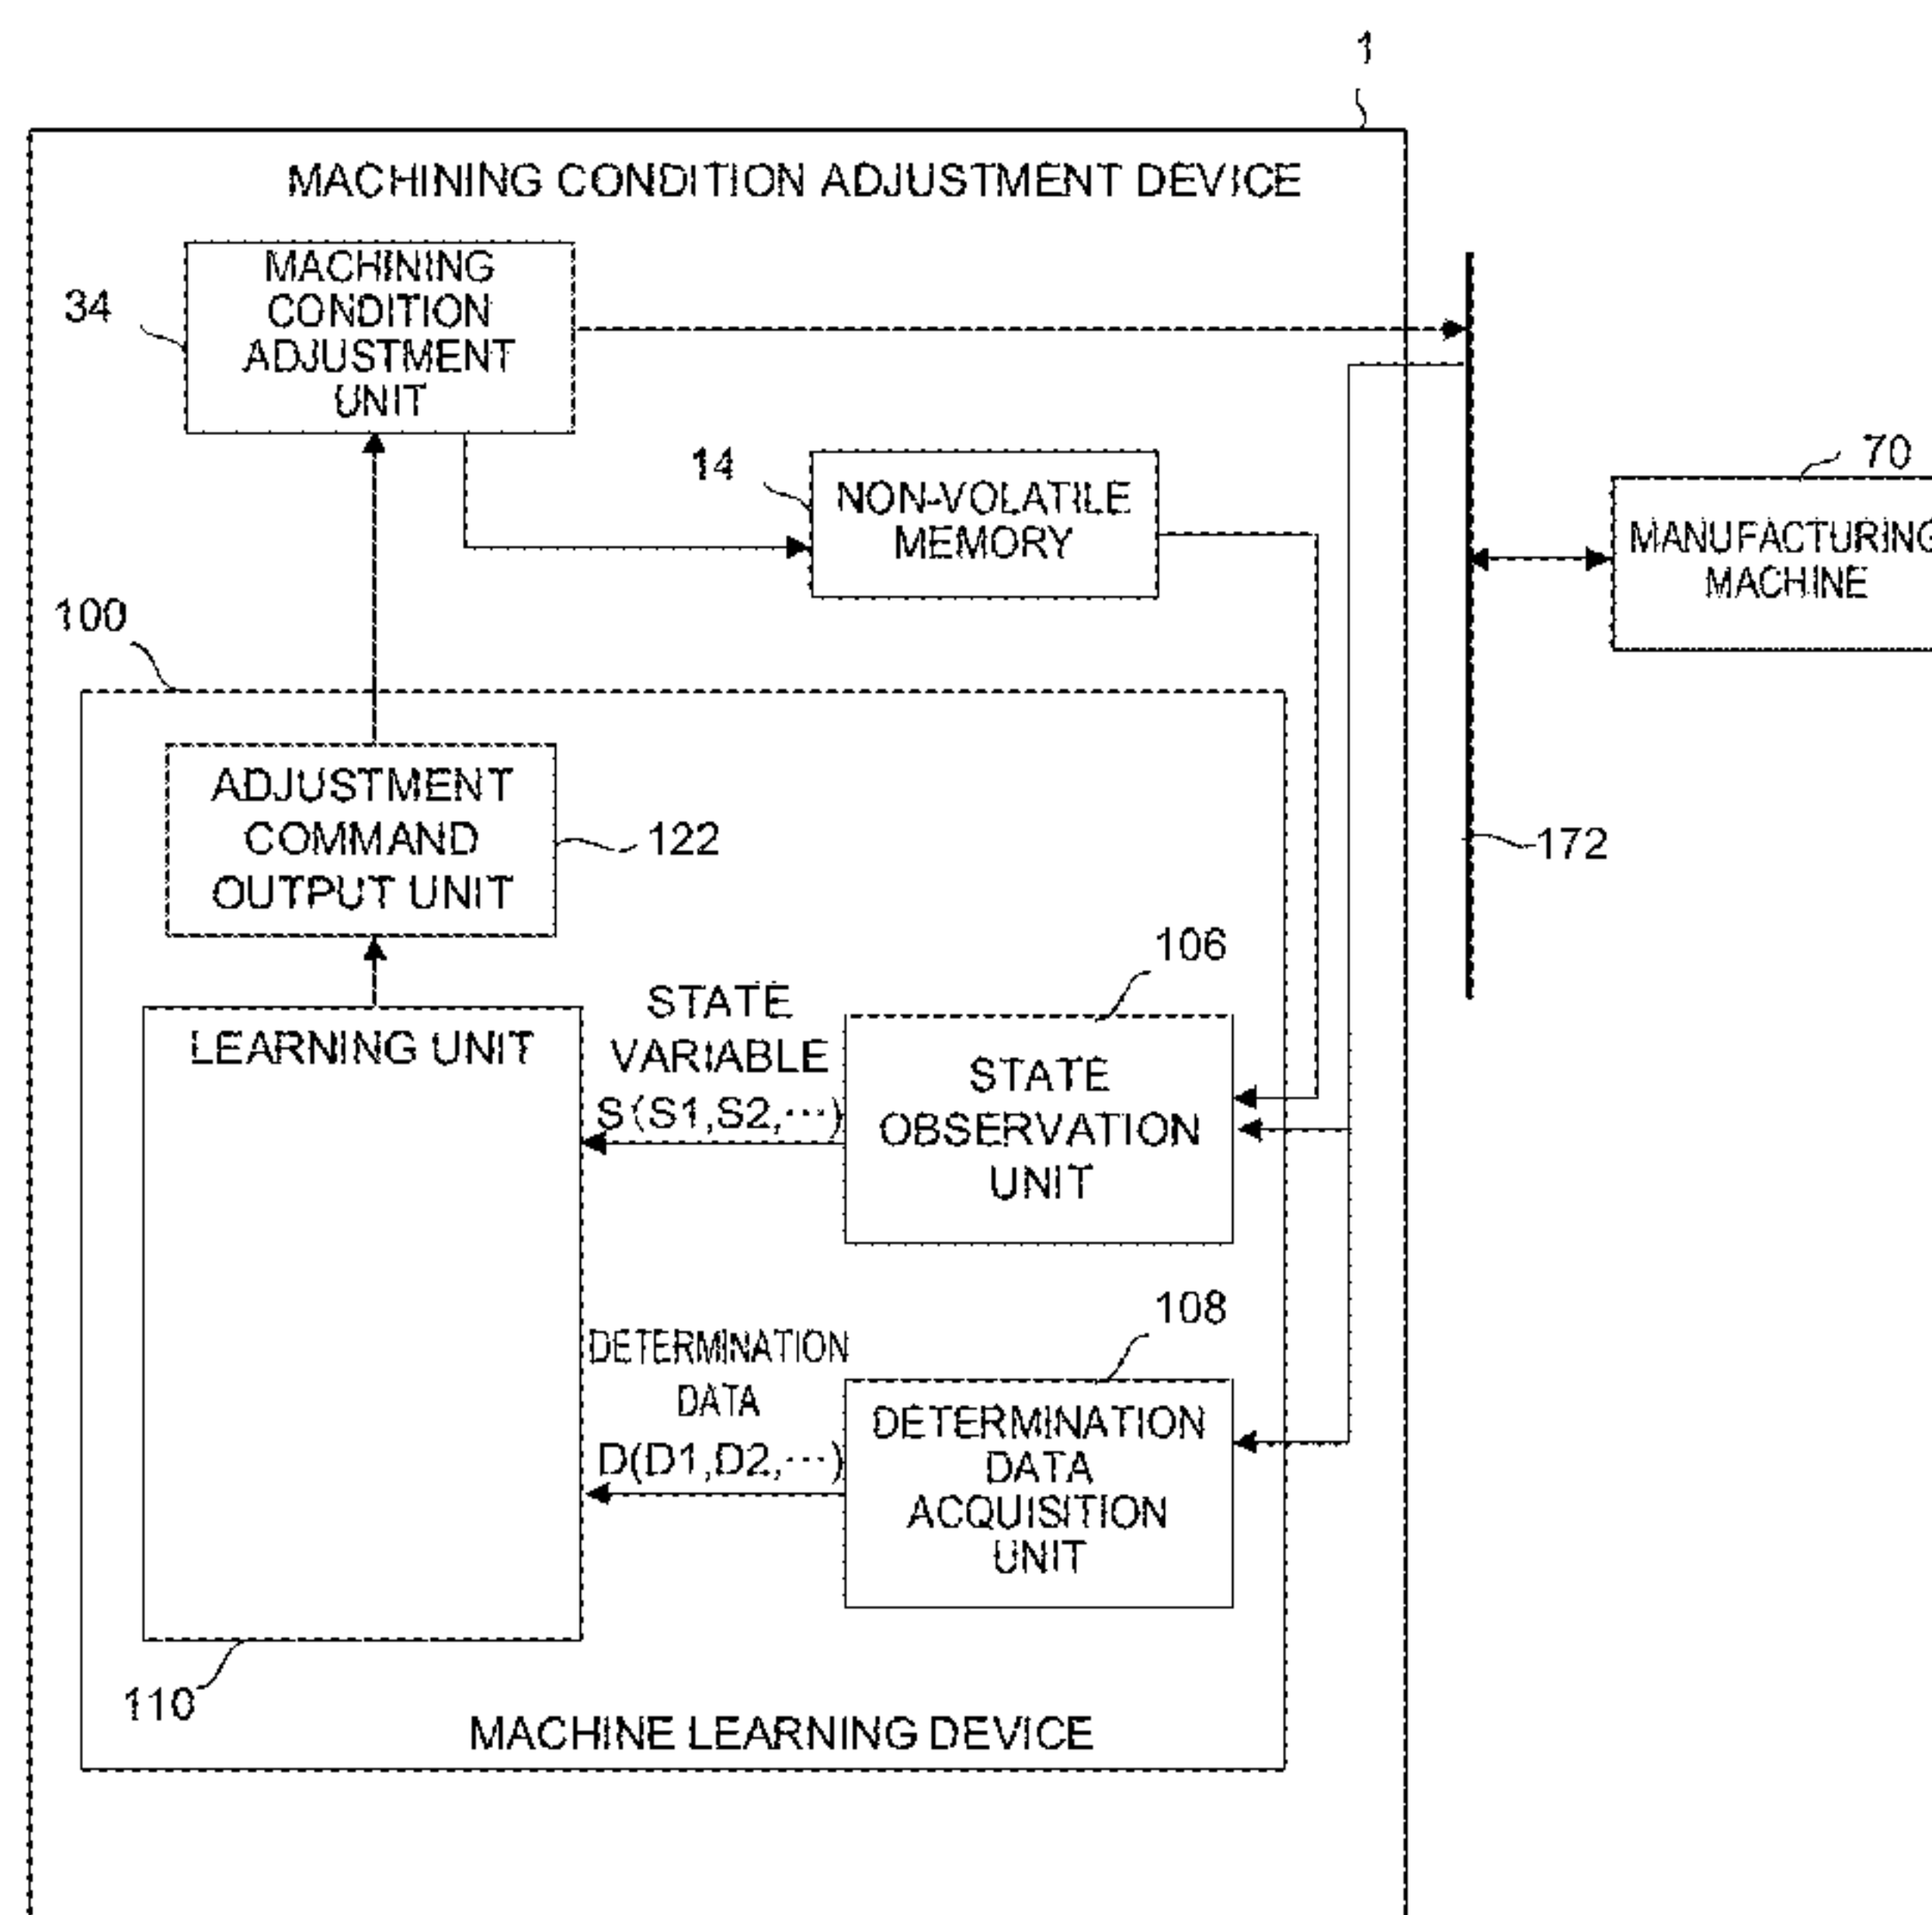 1
MACHINING CONDITION ADJUSTMENT DEVICE
34
MACHINING
CONDITION
ADJUSTMENT
UNIT
14
NON-VOLATILE
MEMORY
70
MANUFACTURING
MACHINE
100
ADJUSTMENT
COMMAND
OUTPUT UNIT
122
172
106
LEARNING UNIT
STATE
VARIABLE
S(S1,S2,⋯)
STATE
OBSERVATION
UNIT
108
DETERMINATION
DATA
D(D1,D2,⋯)
DETERMINATION
DATA
ACQUISITION
UNIT
110
MACHINE LEARNING DEVICE